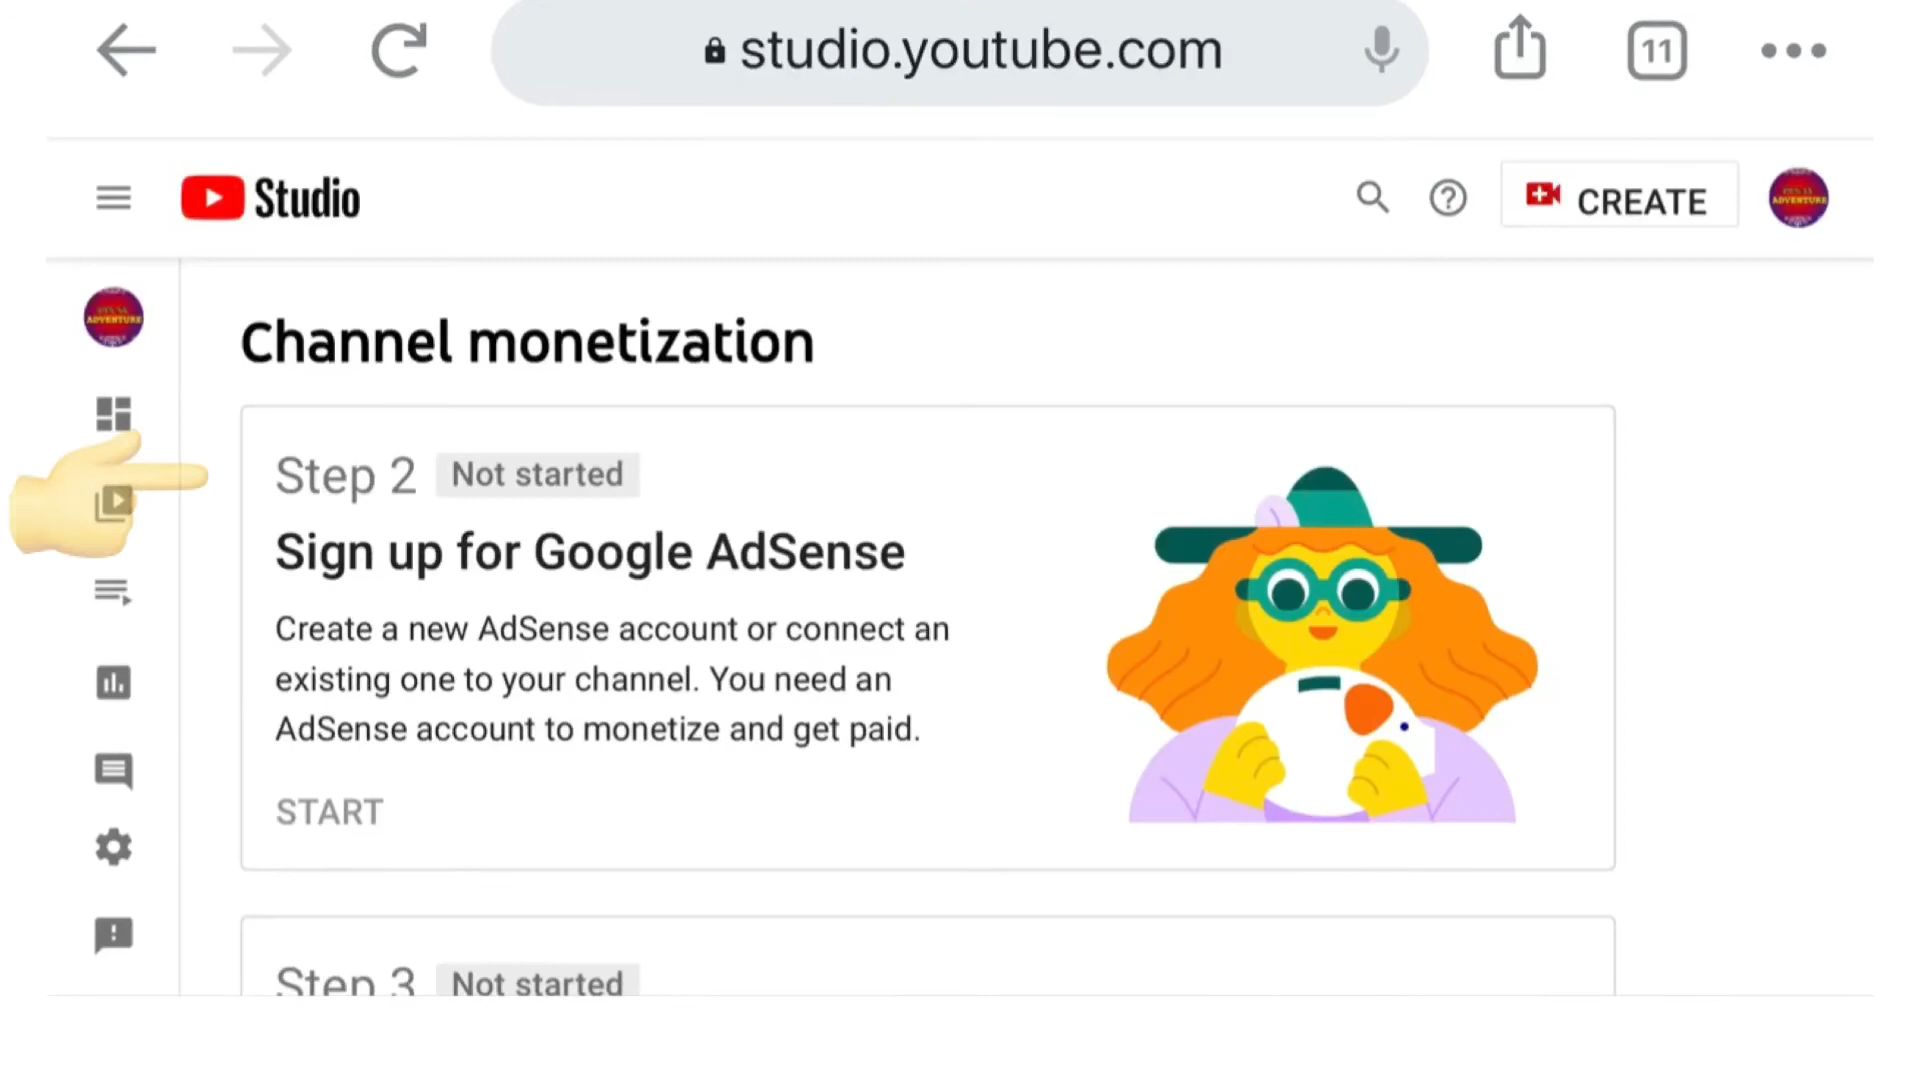 studio.youtube.com
11
Studio
CREATE
ADVENTURE
ADVENTURE
Channel monetization
Step 2 Not started
Sign up for Google AdSense
Create a new AdSense account or connect an
existing one to your channel. You need an
AdSense account to monetize and get paid.
START
Step 3 Not started